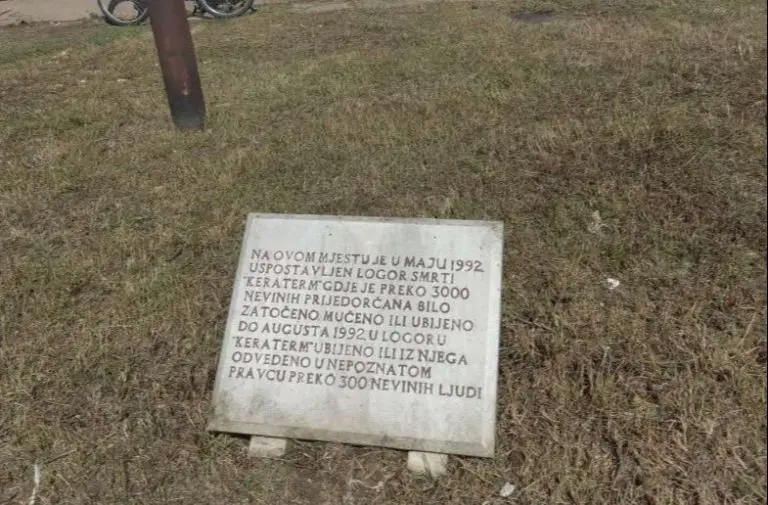 NA OVOM MJESTU JE U MAJU 1992
USPOSTAVLJEN LOGOR SMRTI
"KERATERM" GDJE JE PREKO 3000
NEVINIH PRIJEDORČANA BILO
ZATOČENO, MUČENO ILI UBIJENO
DO AUGUSTA 1992 U LOGORU
"KERATERM" UBIJENO ILI IZ NJEGA
ODVEDENO U NEPOZNATOM
PRAVCU PREKO 300 NEVINIH LJUDI